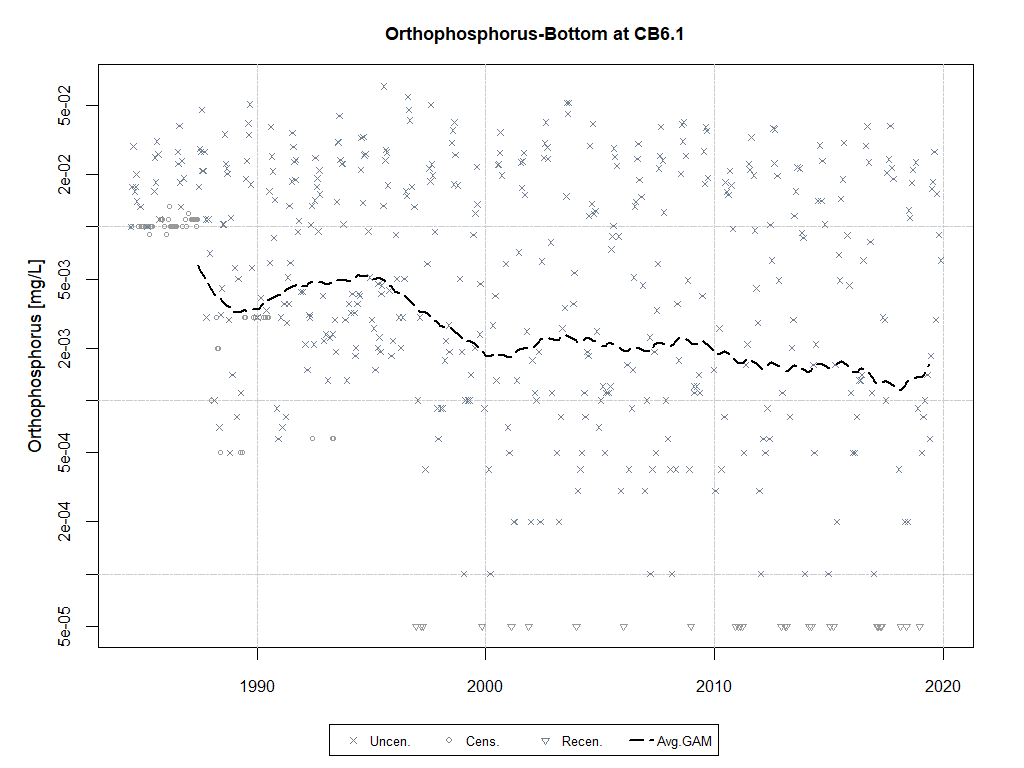 Orthophosphorus-Bottom at CB6.1
Orthophosphorus [mg/L]
5e-02
2e-02
5e-03
2e-03
5e-04
2e-04
5e-05
1990 2000 2010 2020
Uncen. Cens. Recen. Avg.GAM